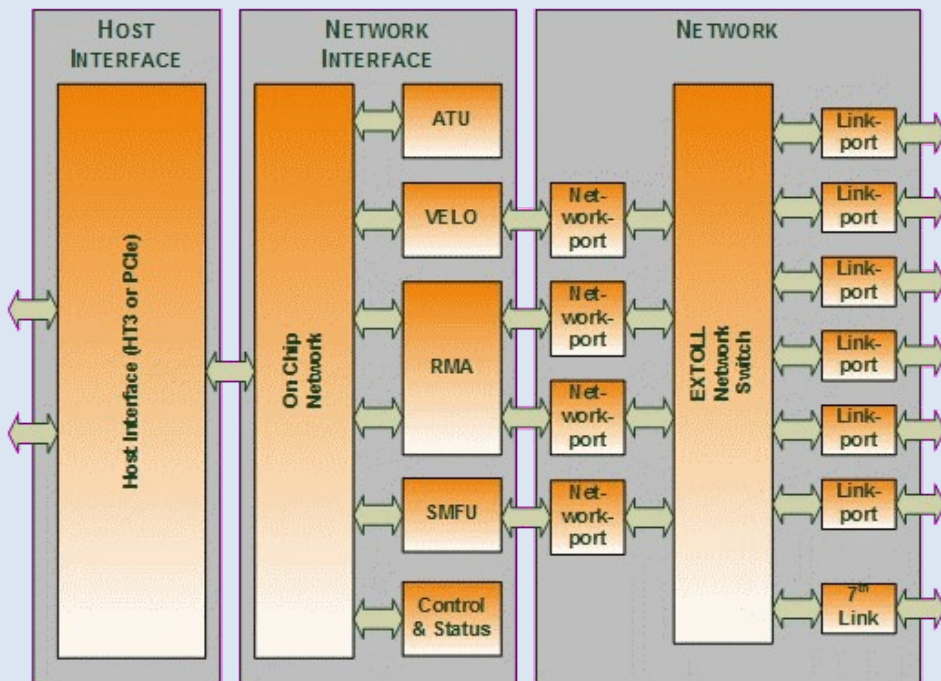 HOST
INTERFACE
NETWORK
INTERFACE
NETWORK
Host Interface (HT3 or PCIe)
On Chip
Network
ATU
VELO
RMA
SMFU
Control
& Status
Net-
work-
port
Net-
work-
port
Net-
work-
port
Net-
work-
port
EXTOLL
Network
Switch
Link-
port
Link-
port
Link-
port
Link-
port
Link-
port
Link-
port
7th
Link